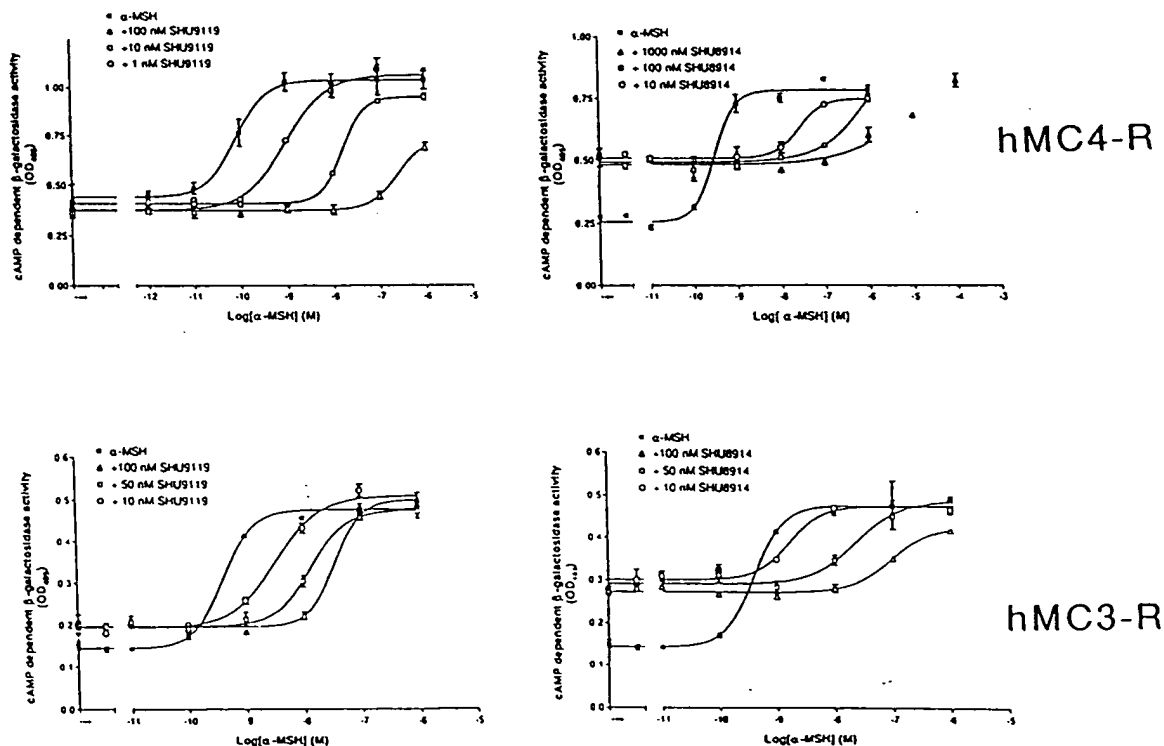 α-MSH
+100 nM SHU9119
+10 nM SHU9119
+ 1 nM SHU9119
cAMP dependent β-galactosidase activity
(OD405)
1.00
0.75
0.50
0.25
0.00
-12 -11 -10 -9 -8 -7 -6 -5
Log[α-MSH] (M)
α-MSH
+ 1000 nM SHU8914
+ 100 nM SHU8914
+ 10 nM SHU8914
cAMP dependent β-galactosidase activity
(OD405)
1.00
0.75
0.50
0.25
0.00
-11 -10 -9 -8 -7 -6 -5 -4 -3
Log[α-MSH] (M)
hMC4-R
α-MSH
+100 nM SHU9119
+ 50 nM SHU9119
+ 10 nM SHU9119
cAMP dependent β-galactosidase activity
(OD405)
0.6
0.5
0.4
0.3
0.2
0.1
0.0
-11 -10 -9 -8 -7 -6 -5
Log[α-MSH] (M)
α-MSH
+100 nM SHU8914
+ 50 nM SHU8914
+ 10 nM SHU8914
cAMP dependent β-galactosidase activity
0.6
0.5
0.4
0.3
0.2
0.1
0.0
-11 -10 -9 -8 -7 -6 -5
Log[α-MSH] (M)
hMC3-R